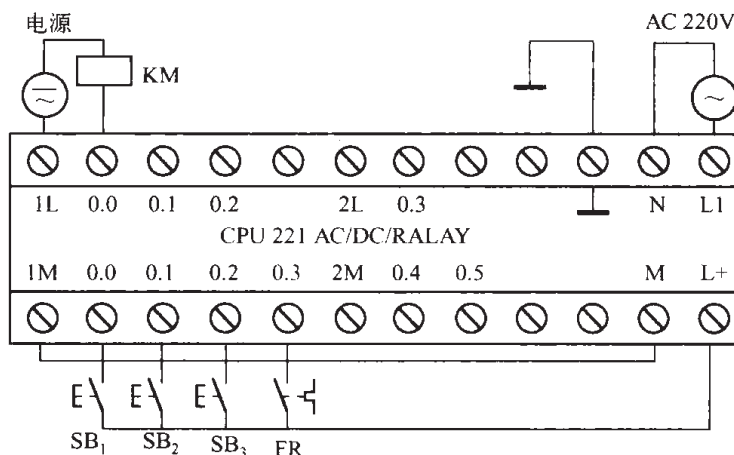 电源
AC 220V
KM
1L 0.0 0.1 0.2 2L 0.3 N L1
CPU 221 AC/DC/RALAY
1M 0.0 0.1 0.2 0.3 2M 0.4 0.5 M L+
SB1 SB2 SB3 FR